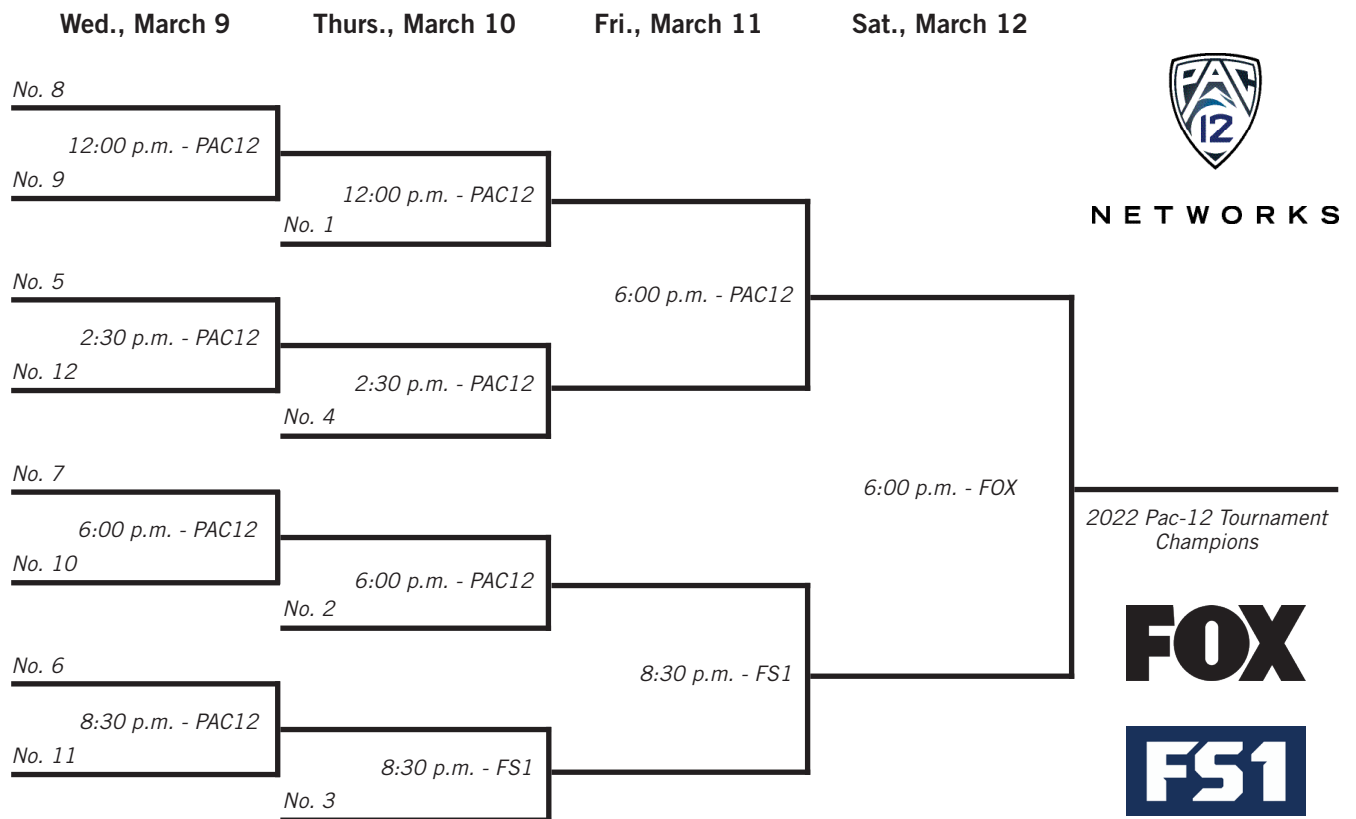 Wed., March 9 Thurs., March 10 Fri., March 11 Sat., March 12
No. 8
12:00 p.m. - PAC12
No. 9
12:00 p.m. - PAC12
No. 1
No. 5
2:30 p.m. - PAC12
No. 12
2:30 p.m. - PAC12
No. 4
6:00 p.m. - PAC12
No. 7
6:00 p.m. - PAC12
No. 10
6:00 p.m. - PAC12
No. 2
No. 6
8:30 p.m. - PAC12
No. 11
8:30 p.m. - FS1
No. 3
8:30 p.m. - FS1
6:00 p.m. - FOX
2022 Pac-12 Tournament
Champions
PAC
12
NETWORKS
FOX
FS1